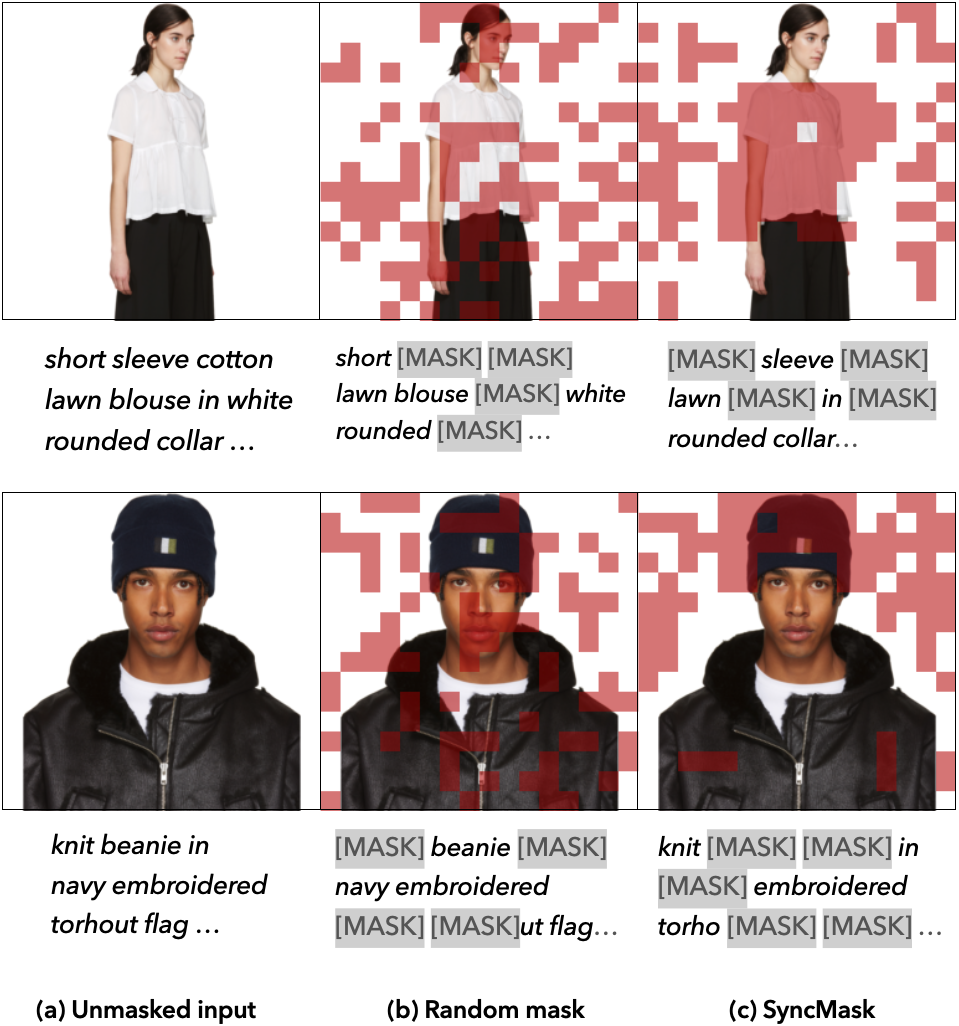 short sleeve cotton
lawn blouse in white
rounded collar ...
short [MASK] [MASK]
lawn blouse [MASK] white
rounded [MASK] ...
[MASK] sleeve [MASK]
lawn [MASK] in [MASK]
rounded collar...
knit beanie in
navy embroidered
torhout flag ...
[MASK] beanie [MASK]
navy embroidered
[MASK] [MASK]ut flag...
knit [MASK] [MASK] in
[MASK] embroidered
torho [MASK] [MASK] ...
(a) Unmasked input
(b) Random mask
(c) SyncMask